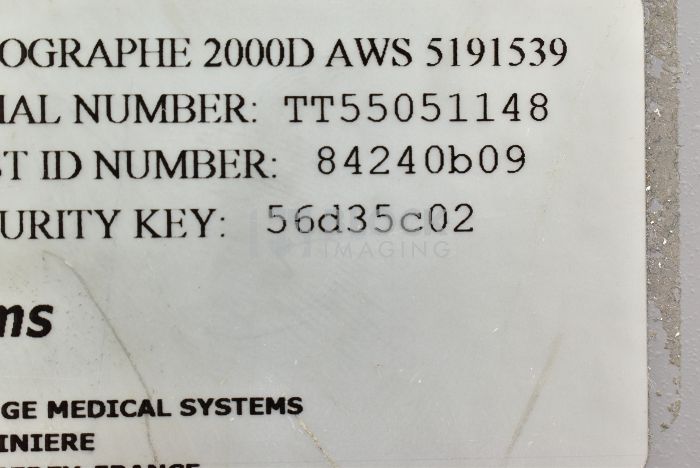 OGRAPHE 2000D AWS 5191539
IAL NUMBER: TT55051148
ST ID NUMBER: 84240b09
URITY KEY: 56d35c02
IMAGING
ms
GE MEDICAL SYSTEMS
INIERE